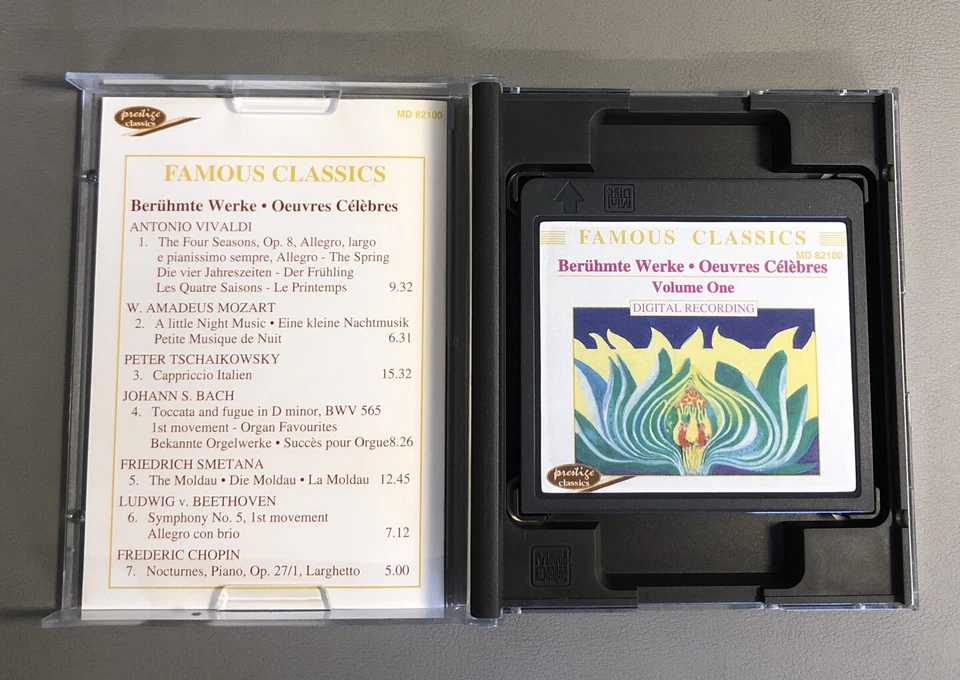 prestige
classics
MD 82100
FAMOUS CLASSICS
Berühmte Werke • Oeuvres Célèbres
ANTONIO VIVALDI
1. The Four Seasons, Op. 8, Allegro, largo
e pianissimo sempre, Allegro - The Spring
Die vier Jahreszeiten - Der Frühling
Les Quatre Saisons - Le Printemps 9.32
W. AMADEUS MOZART
2. A little Night Music • Eine kleine Nachtmusik
Petite Musique de Nuit 6.31
PETER TSCHAIKOWSKY
3. Cappriccio Italien 15.32
JOHANN S. BACH
4. Toccata and fugue in D minor, BWV 565
1st movement - Organ Favourites
Bekannte Orgelwerke • Succès pour Orgue8.26
FRIEDRICH SMETANA
5. The Moldau • Die Moldau • La Moldau 12.45
LUDWIG v. BEETHOVEN
6. Symphony No. 5, 1st movement
Allegro con brio 7.12
FREDERIC CHOPIN
7. Nocturnes, Piano, Op. 27/1, Larghetto 5.00
Mini
Disc
FAMOUS CLASSICS
MD 82100
Berühmte Werke • Oeuvres Célèbres
Volume One
DIGITAL RECORDING
prestige
classics